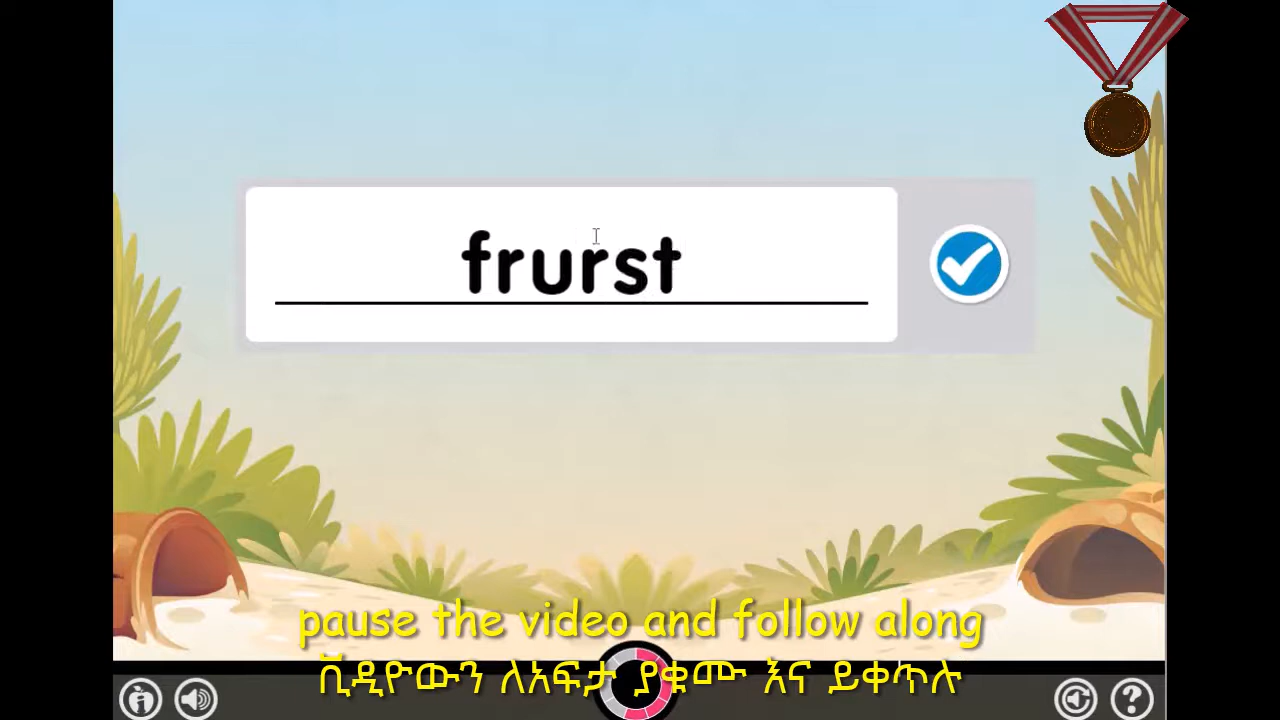 frurst
pause the video and follow along
ቪዲዮውን ለአፍታ ያቁሙ እና ይቀጥሉ